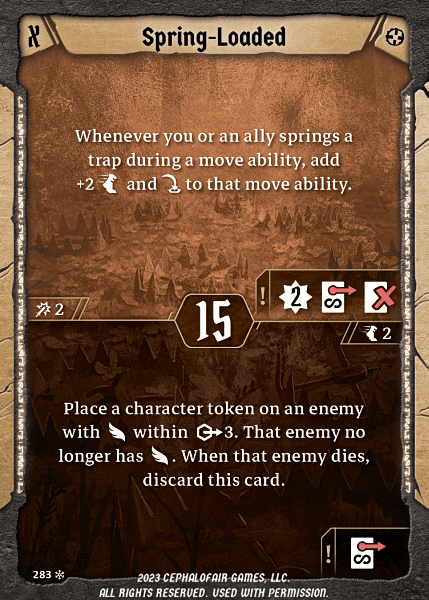 X
Spring-Loaded
Whenever you or an ally springs a
trap during a move ability, add
+2 and to that move ability.
2
! 2 S
15
2
Place a character token on an enemy
with within 3. That enemy no
longer has . When that enemy dies,
discard this card.
! S
283
2023 CEPHALOFAIR GAMES, LLC.
ALL RIGHTS RESERVED. USED WITH PERMISSION.